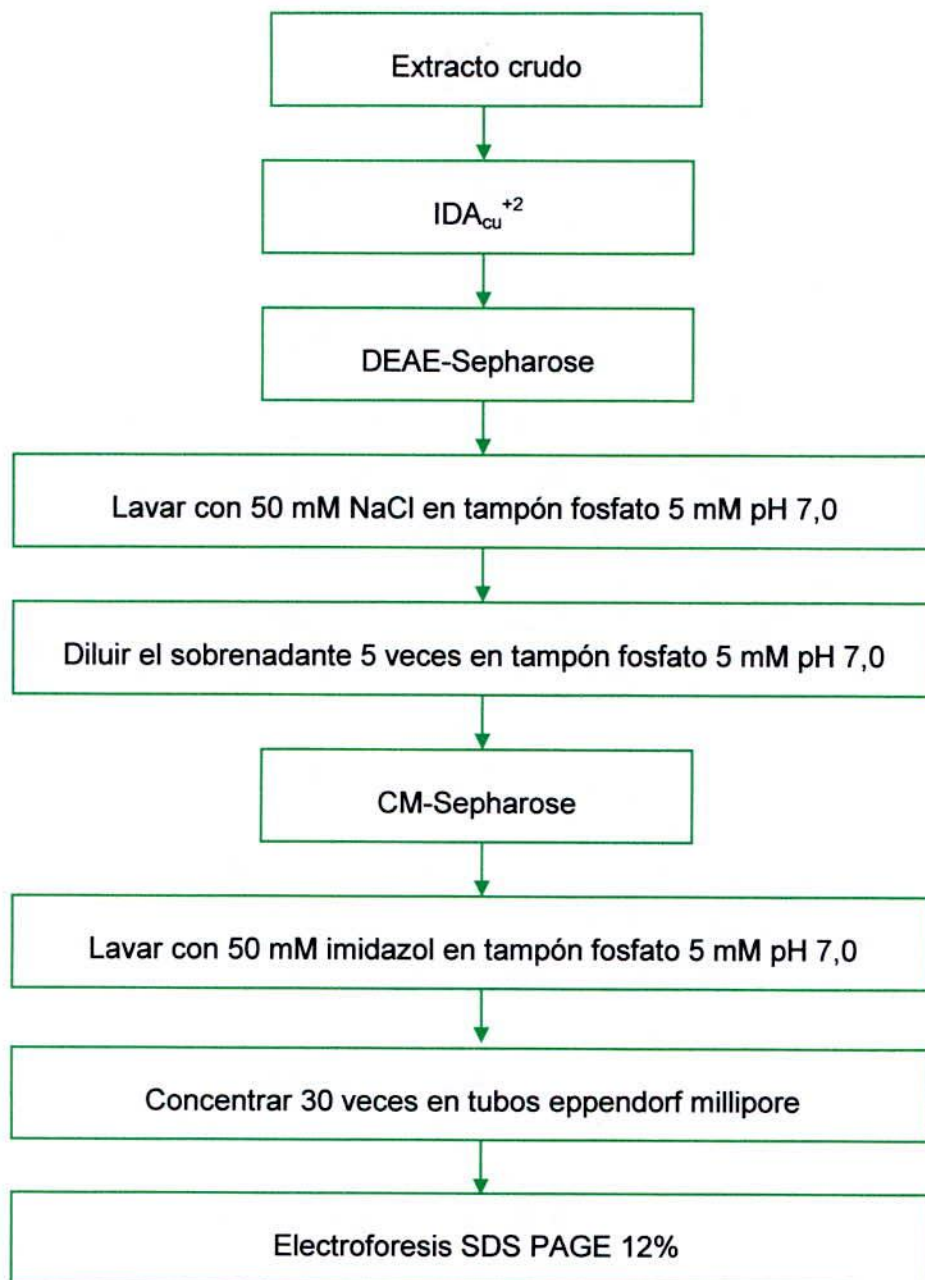 Extracto crudo
IDAcu+2
DEAE-Sepharose
Lavar con 50 mM NaCl en tampón fosfato 5 mM pH 7,0
Diluir el sobrenadante 5 veces en tampón fosfato 5 mM pH 7,0
CM-Sepharose
Lavar con 50 mM imidazol en tampón fosfato 5 mM pH 7,0
Concentrar 30 veces en tubos eppendorf millipore
Electroforesis SDS PAGE 12%